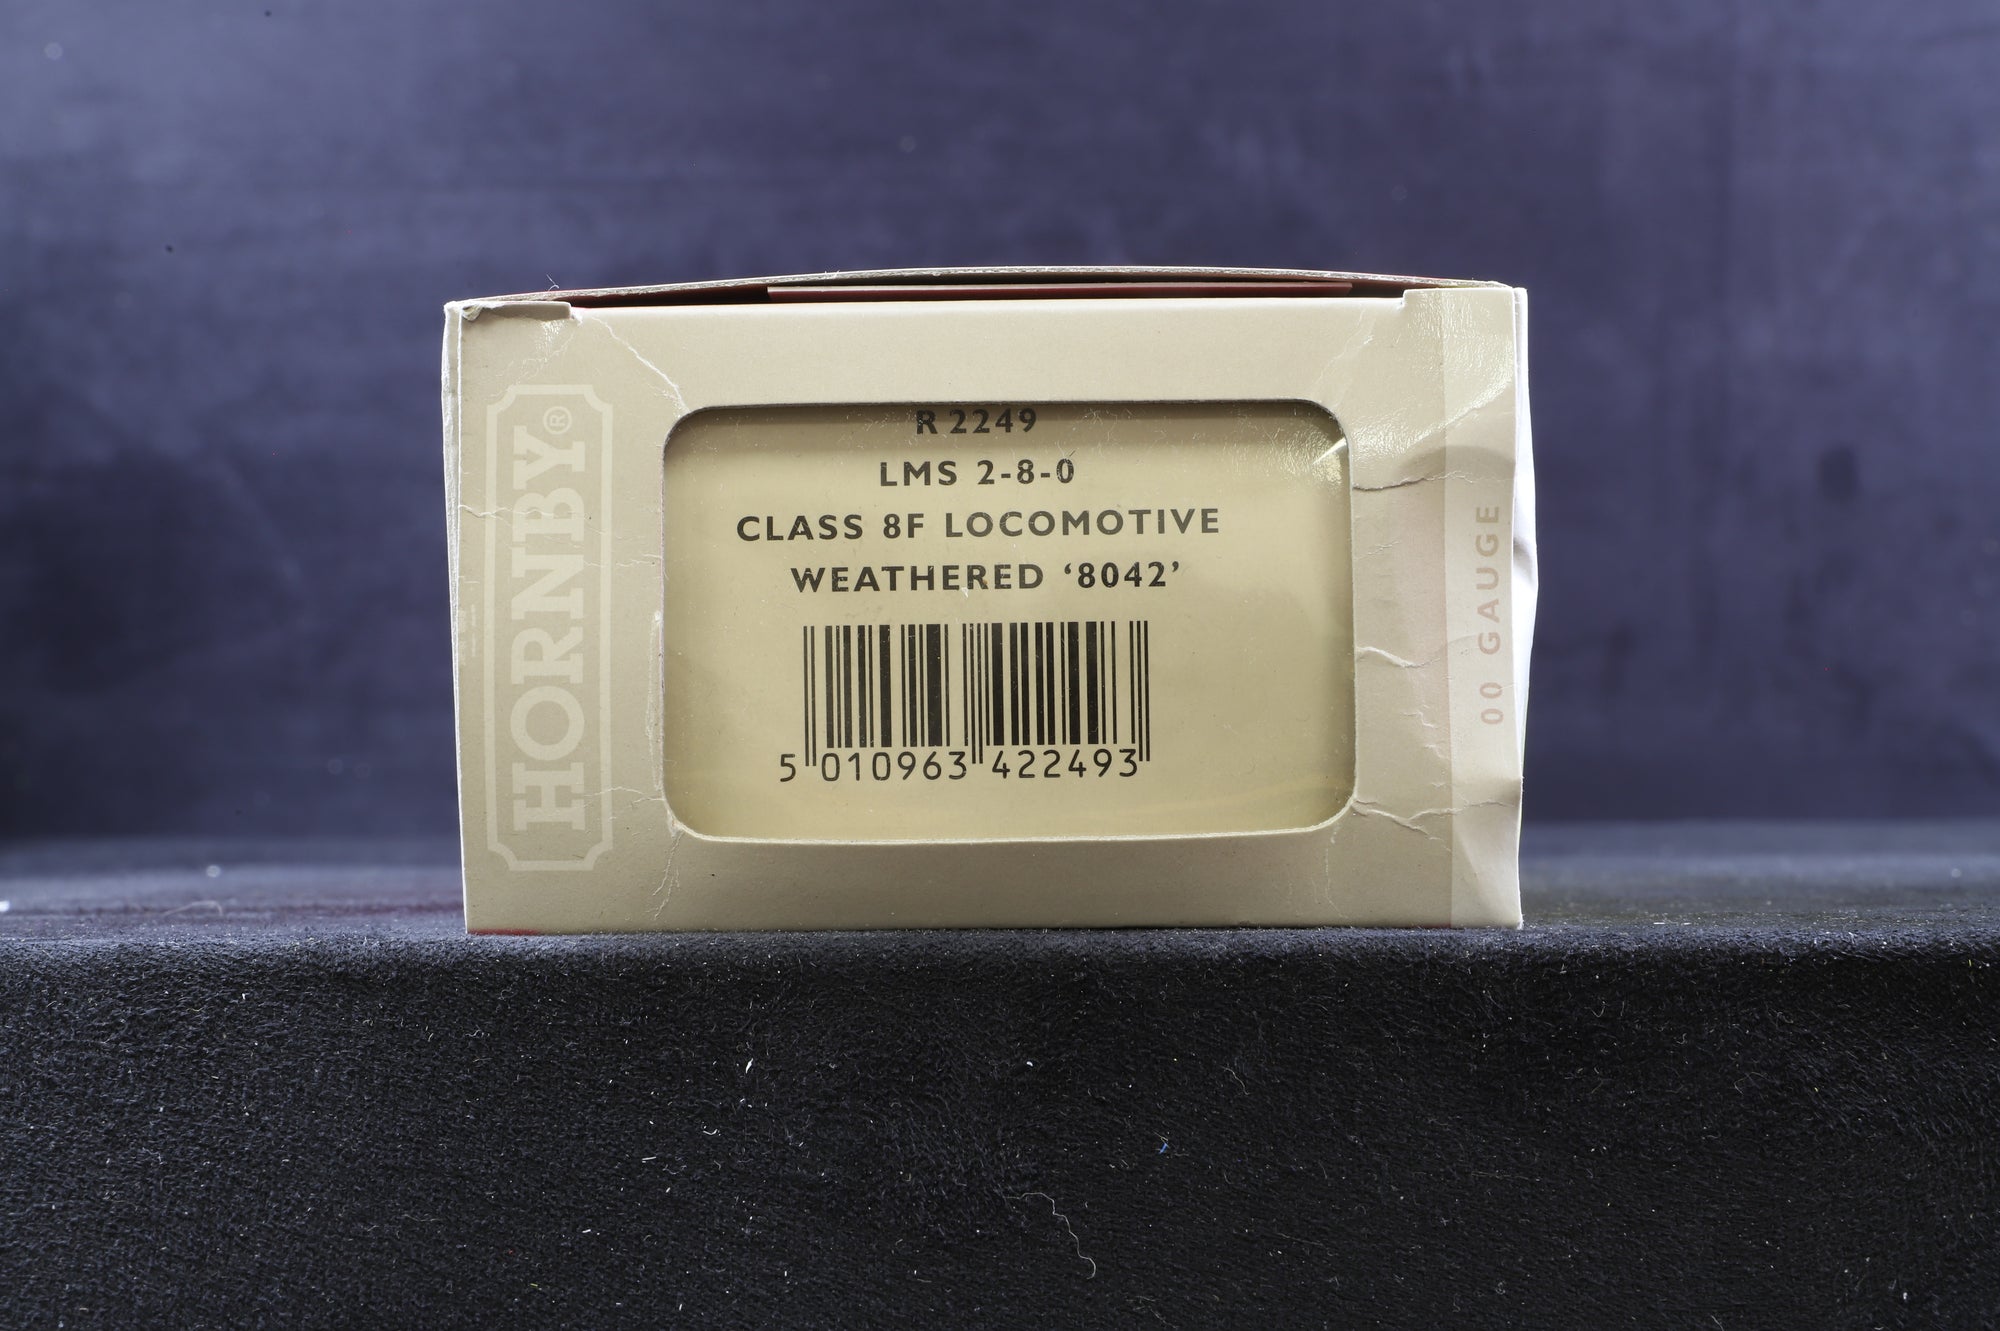 HORNBY®
R 2249
LMS 2-8-0
CLASS 8F LOCOMOTIVE
WEATHERED ‘8042’
5 010963 422493
00 GAUGE